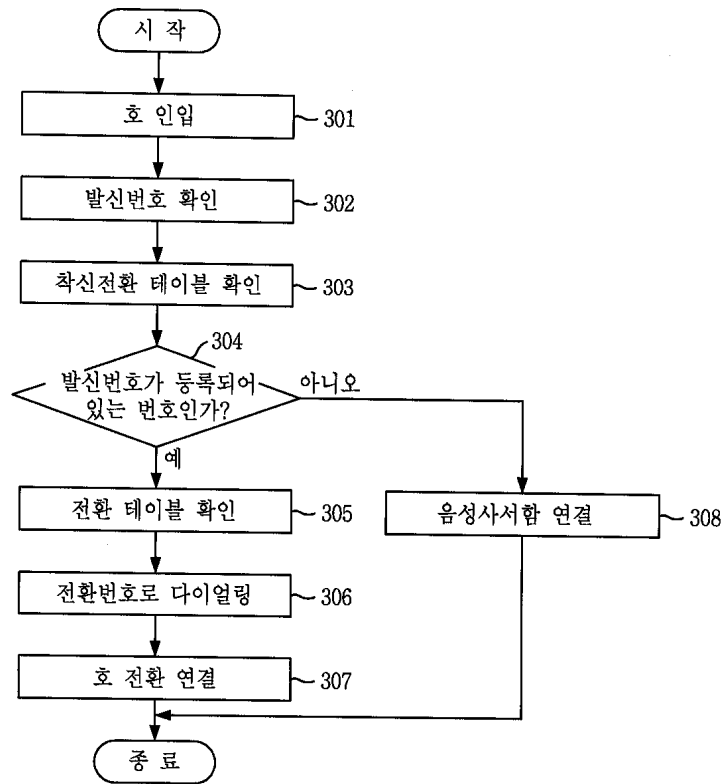 시 작
호 인입
301
발신번호 확인
302
착신전환 테이블 확인
303
304
발신번호가 등록되어
있는 번호인가?
아니오
예
전환 테이블 확인
305
음성사서함 연결
308
전환번호로 다이얼링
306
호 전환 연결
307
종 료